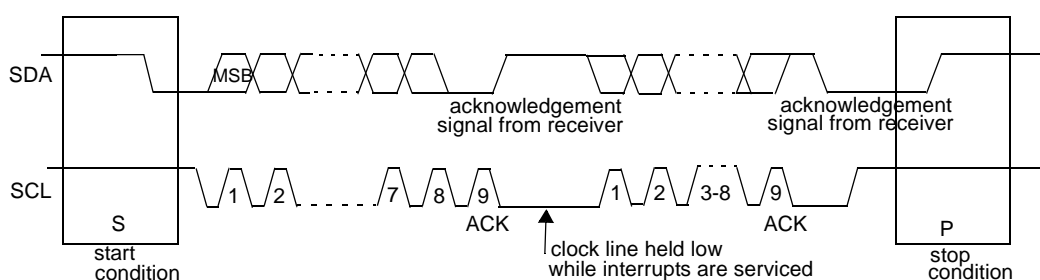 SDA
MSB
acknowledgement
signal from receiver
acknowledgement
signal from receiver
SCL
1 2 7 8 9 1 2 3-8 9
ACK ACK
S P
start
condition
clock line held low
while interrupts are serviced
stop
condition